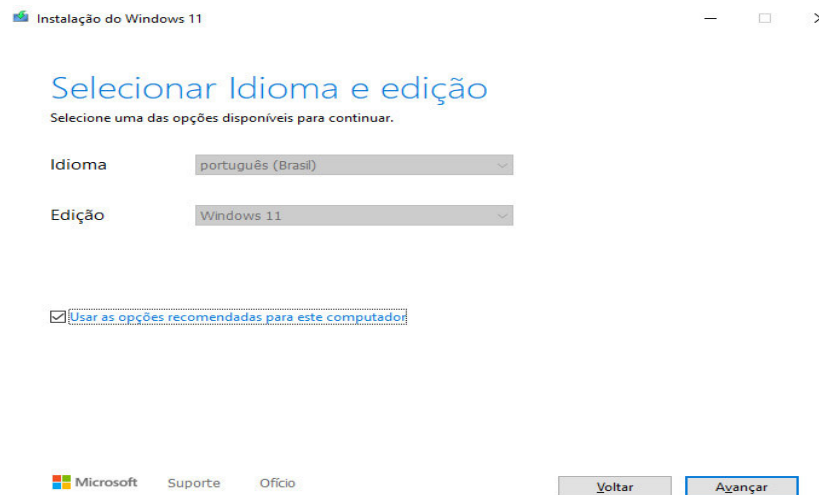 Instalação do Windows 11
Selecionar Idioma e edição
Selecione uma das opções disponíveis para continuar.
Idioma
português (Brasil)
Edição
Windows 11
Usar as opções recomendadas para este computador
Microsoft Suporte Ofício
Voltar Avançar